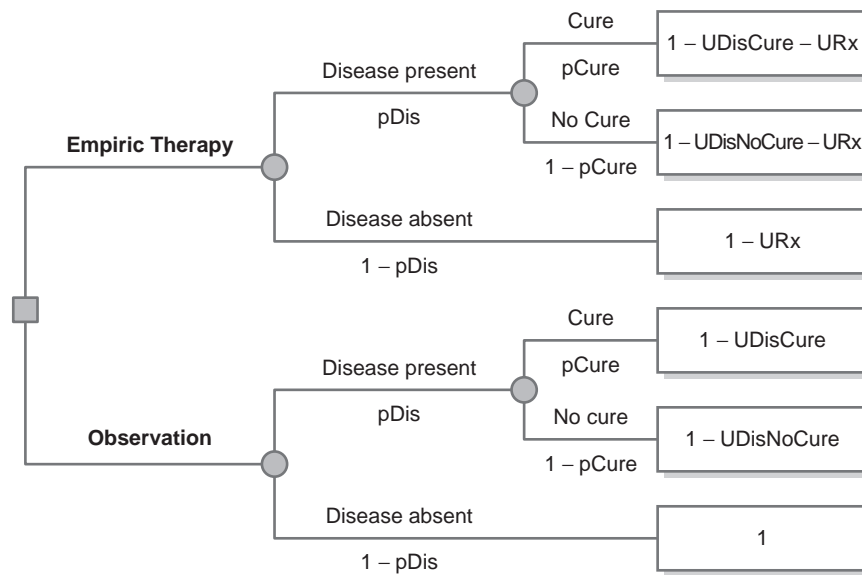 Cure
1 – UDisCure – URx
Disease present
pCure
pDis
No Cure
1 – UDisNoCure – URx
Empiric Therapy
1 – pCure
Disease absent
1 – URx
1 – pDis
Cure
1 – UDisCure
Disease present
pCure
pDis
No cure
1 – UDisNoCure
Observation
1 – pCure
Disease absent
1
1 – pDis